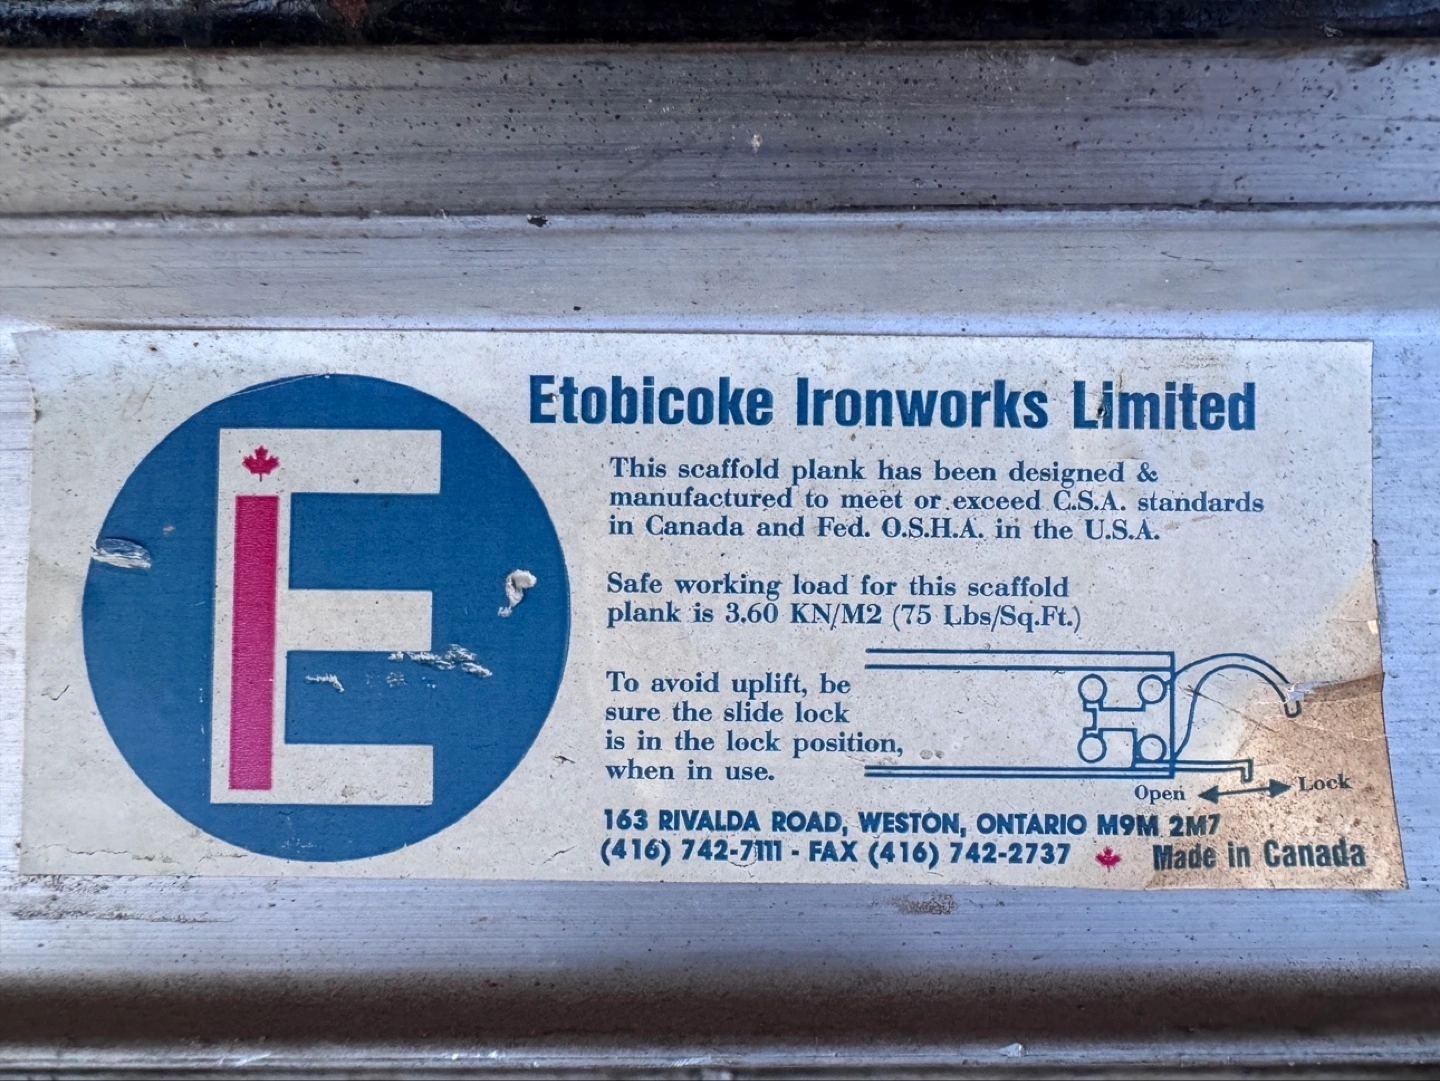 E
Etobicoke Ironworks Limited
This scaffold plank has been designed &
manufactured to meet or exceed C.S.A. standards
in Canada and Fed. O.S.H.A. in the U.S.A.
Safe working load for this scaffold
plank is 3.60 KN/M2 (75 Lbs/Sq.Ft.)
To avoid uplift, be
sure the slide lock
is in the lock position,
when in use.
Open Lock
163 RIVALDA ROAD, WESTON, ONTARIO M9M 2M7
(416) 742-7111 - FAX (416) 742-2737 Made in Canada